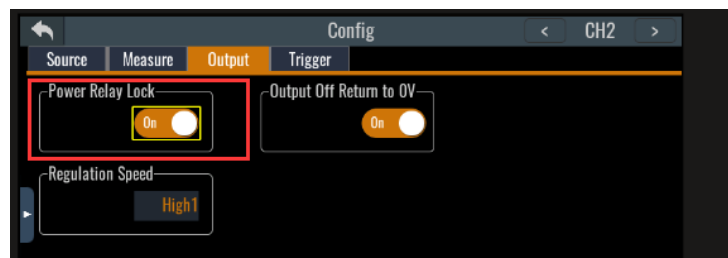 Config
< CH2 >
Source Measure Output Trigger
Power Relay Lock
On
Output Off Return to 0V
On
Regulation Speed
High1